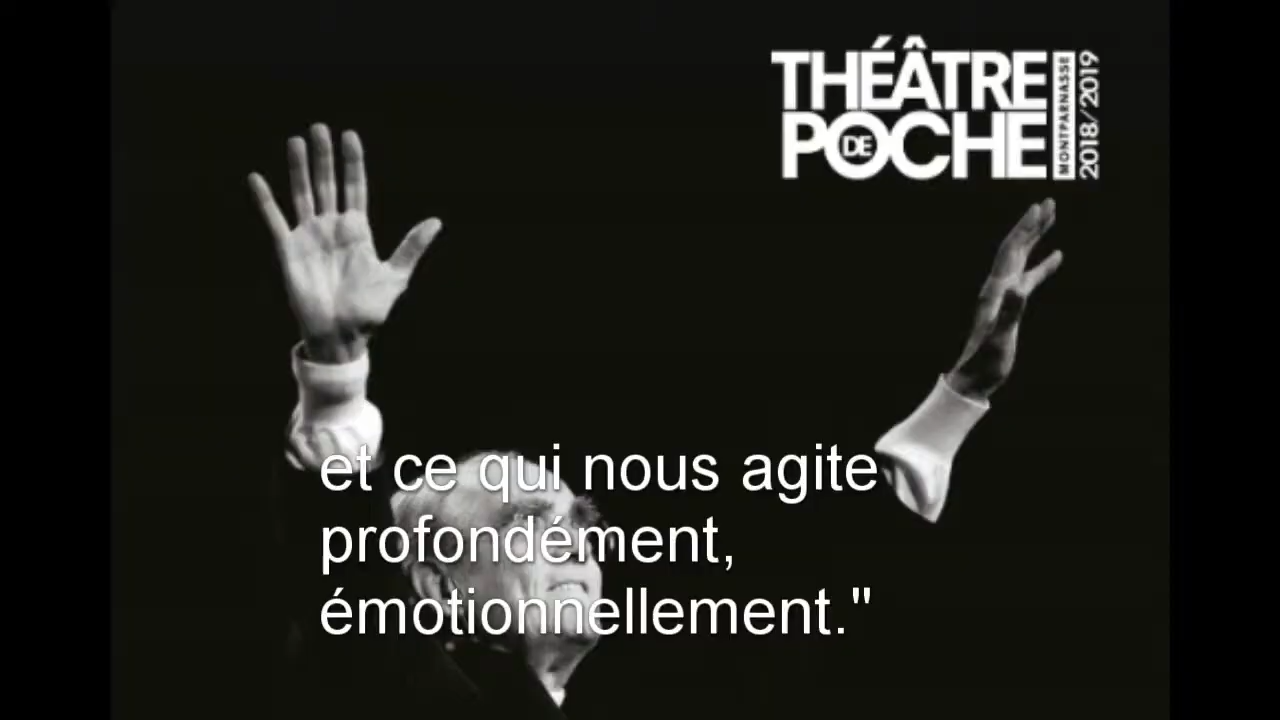 THÉÂTRE
DE POCHE
MONTPARNASSE
2018/2019
et ce qui nous agite
profondément,
émotionnellement."